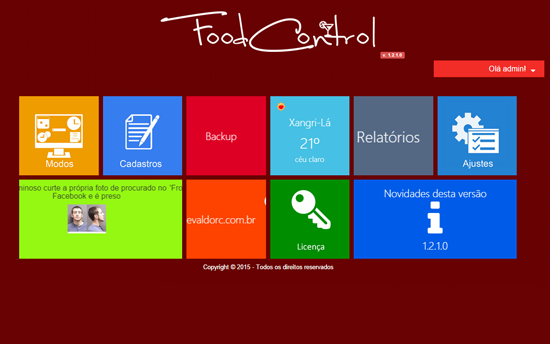 Food Control
v. 1.2.1.0
Olá admin!
Modos
Cadastros
Backup
Xangri-Lá
21º
céu claro
Relatórios
Ajustes
minoso curte a própria foto de procurado no 'Fro
Facebook e é preso
evaldorc.com.br
Licença
Novidades desta versão
1.2.1.0
Copyright © 2015 - Todos os direitos reservados